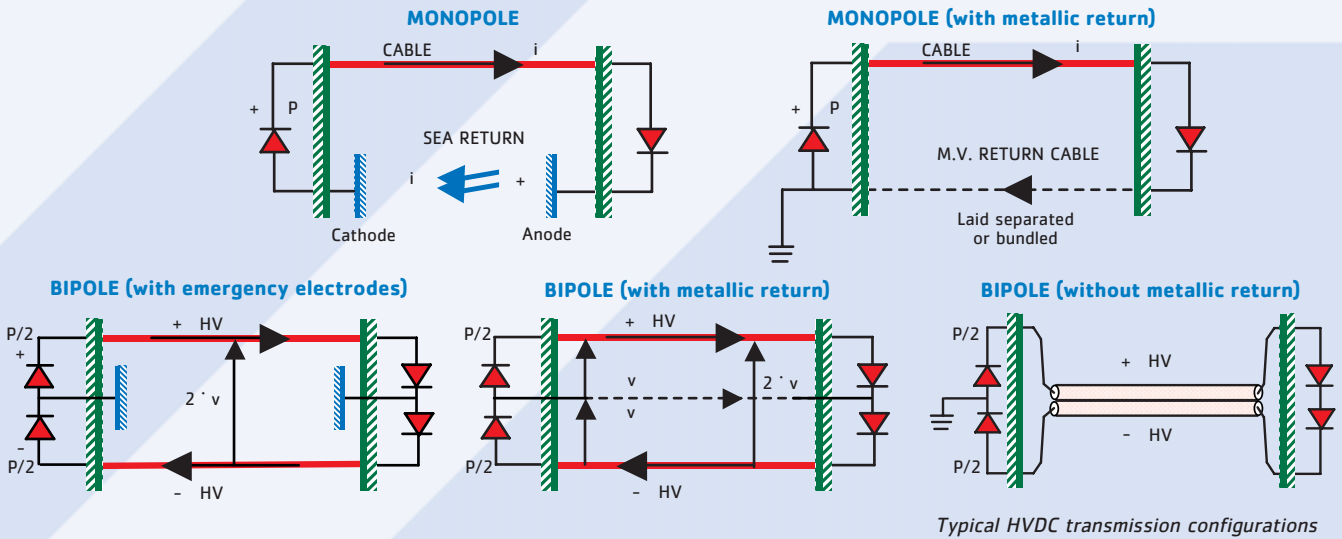 MONOPOLE
CABLE
i
+
P
SEA RETURN
i
+
Cathode
Anode
MONOPOLE (with metallic return)
CABLE
i
+
P
M.V. RETURN CABLE
Laid separated
or bundled
BIPOLE (with emergency electrodes)
P/2
+ HV
+
2 · v
-
P/2
- HV
BIPOLE (with metallic return)
P/2
+ HV
v
2 · v
v
P/2
- HV
BIPOLE (without metallic return)
P/2
+ HV
- HV
P/2
Typical HVDC transmission configurations